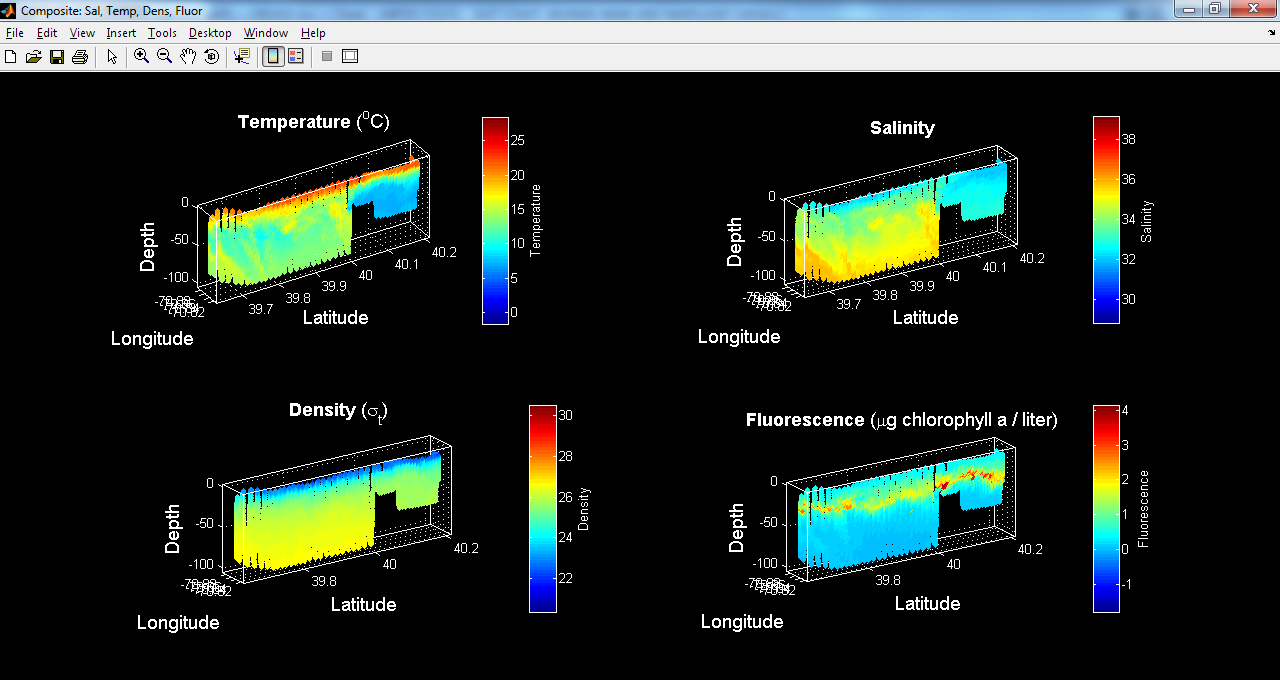 Composite: Sal, Temp, Dens, Fluor
File Edit View Insert Tools Desktop Window Help
Temperature (⁰C)
0
-50
-100
Depth
39.7
39.8
39.9
40
40.1
40.2
Latitude
Longitude
25
20
15
10
5
0
Temperature
Salinity
0
-50
-100
Depth
39.7
39.8
39.9
40
40.1
40.2
Latitude
Longitude
38
36
34
32
30
Salinity
Density (σt)
0
-50
-100
Depth
39.8
40
40.2
Latitude
Longitude
30
28
26
24
22
Density
Fluorescence (µg chlorophyll a / liter)
0
-50
-100
Depth
39.8
40
40.2
Latitude
Longitude
4
3
2
1
0
-1
Fluorescence